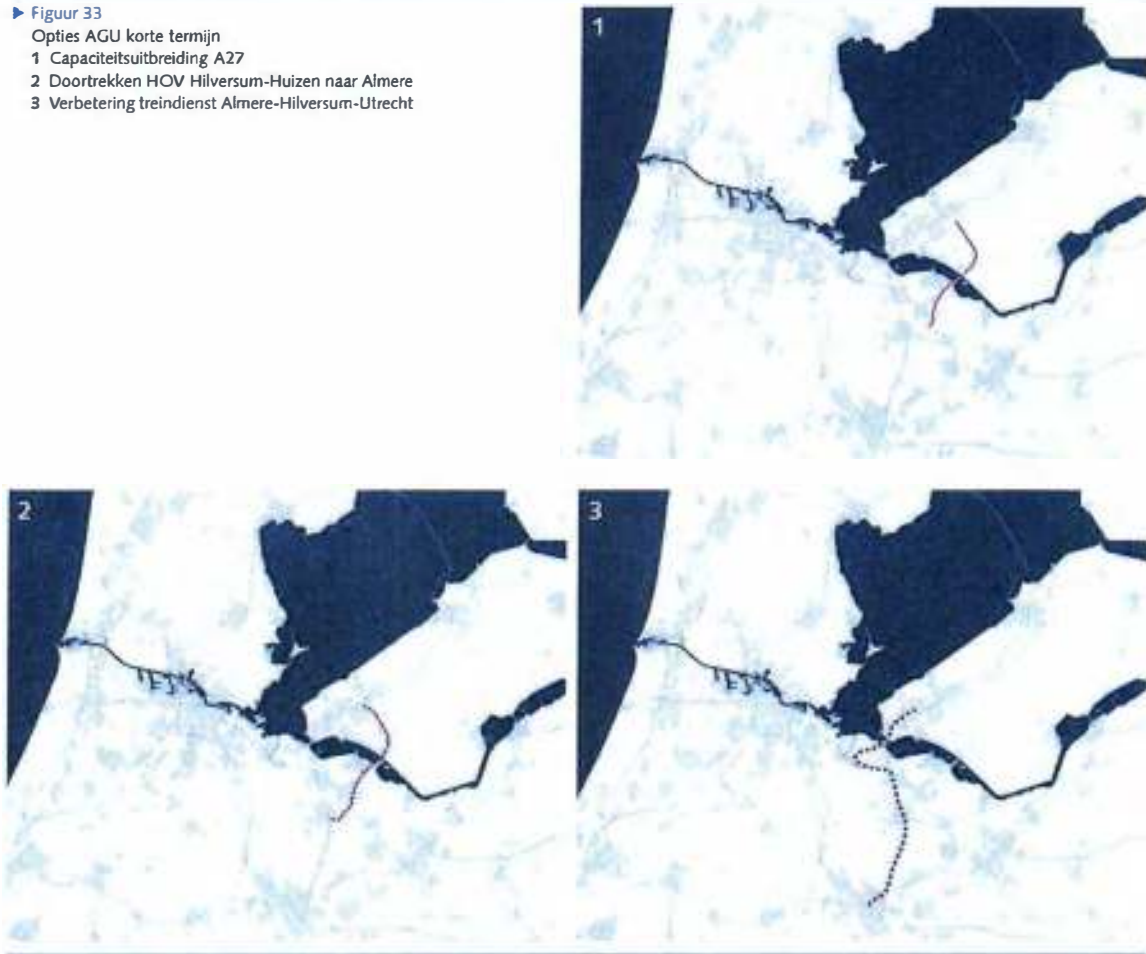 ▶ Figuur 33
Opties AGU korte termijn
1 Capaciteitsuitbreiding A27
2 Doortrekken HOV Hilversum-Huizen naar Almere
3 Verbetering treindienst Almere-Hilversum-Utrecht
1
2
3